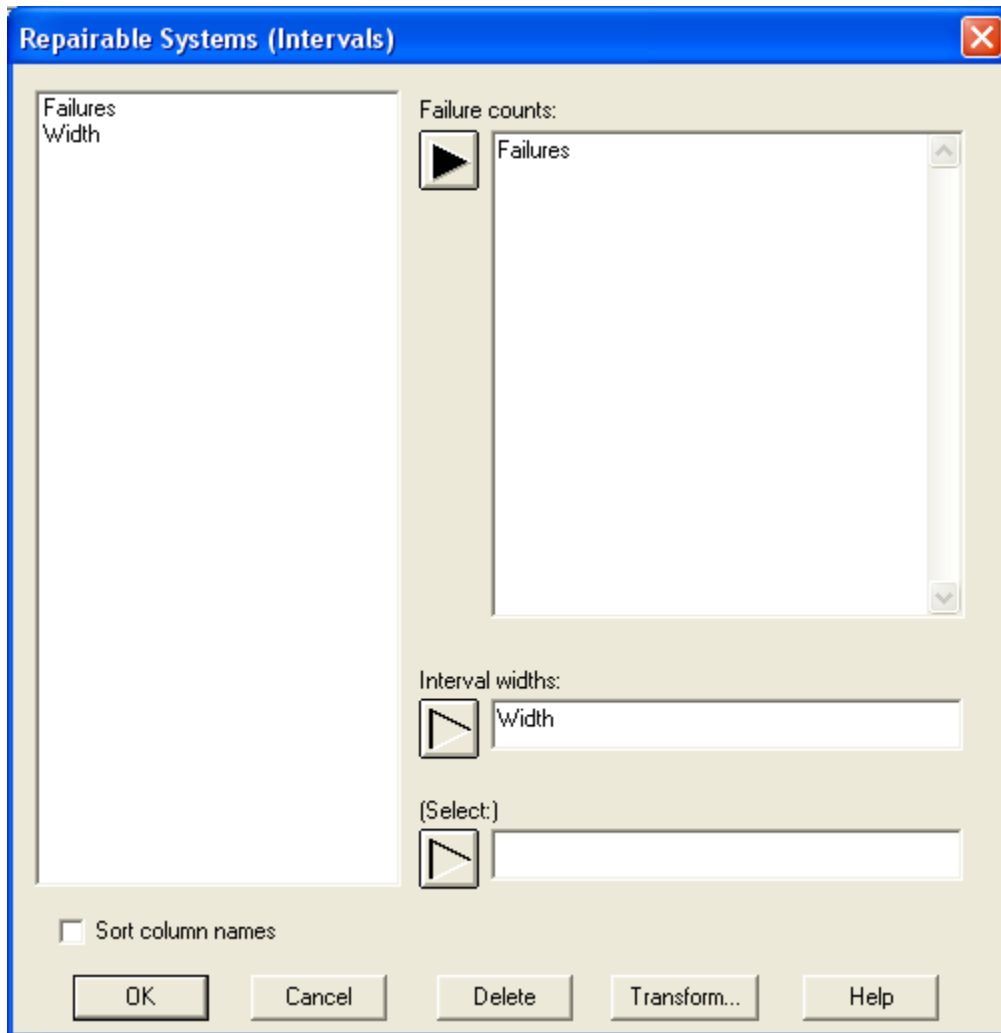 Repairable Systems (Intervals)
Failures
Width
Failure counts:
Failures
Interval widths:
Width
(Select:)
Sort column names
OK
Cancel
Delete
Transform...
Help